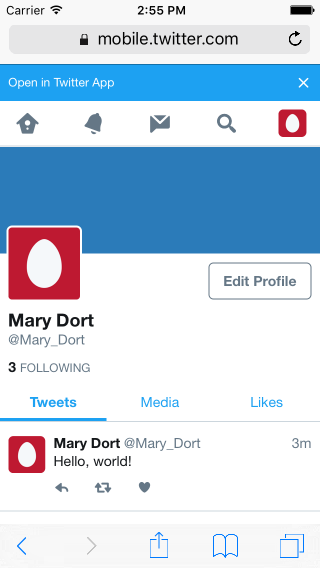 Carrier 2:55 PM
mobile.twitter.com
Open in Twitter App
Edit Profile
Mary Dort
@Mary_Dort
3 FOLLOWING
Tweets Media Likes
Mary Dort @Mary_Dort 3m
Hello, world!